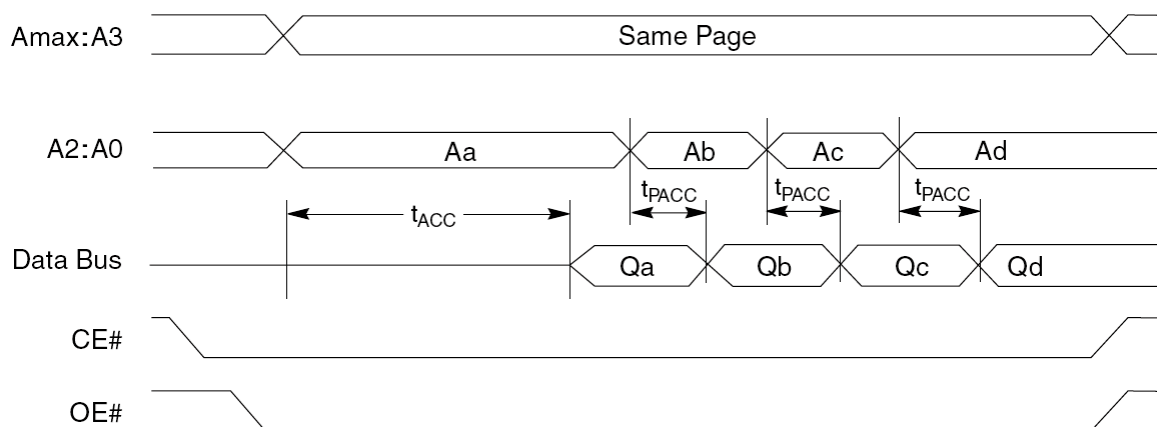 Amax:A3
Same Page
A2:A0
Aa
Ab
Ac
Ad
tACC
tPACC
tPACC
tPACC
Data Bus
Qa
Qb
Qc
Qd
CE#
OE#